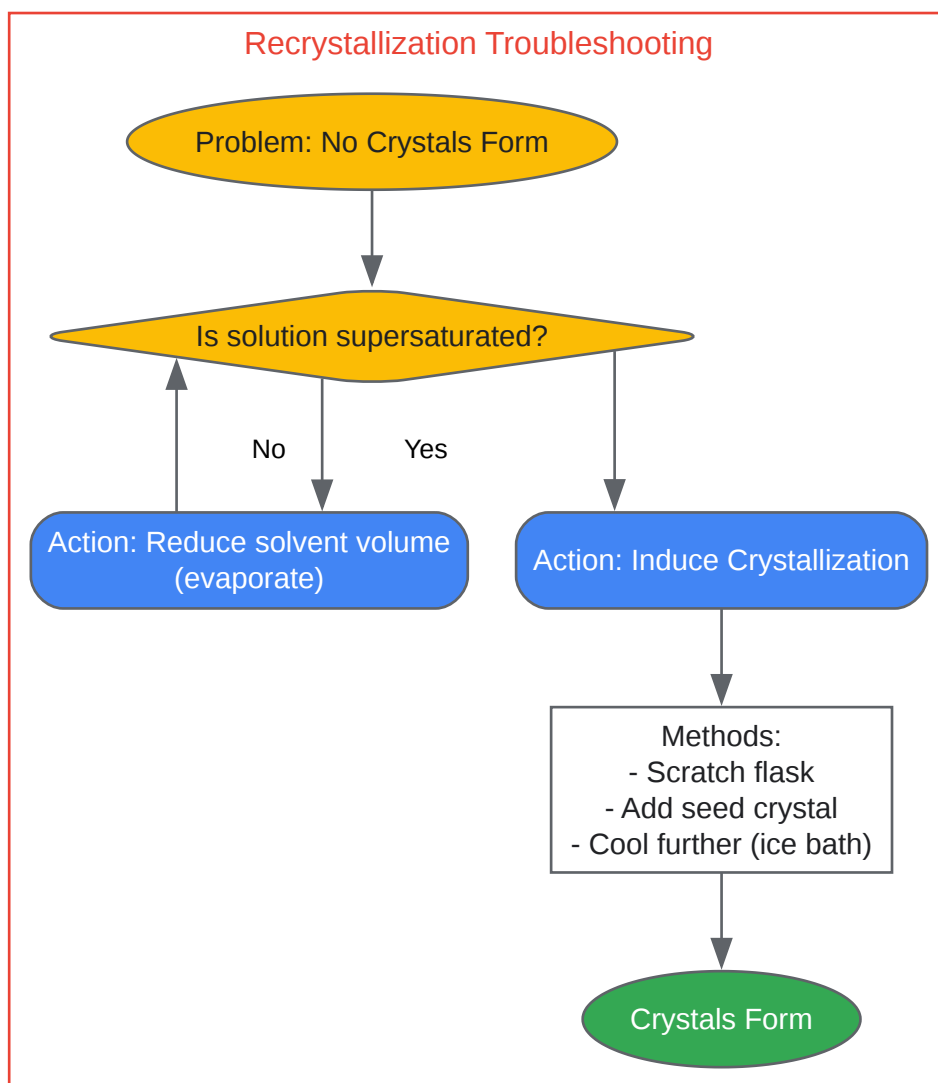 Recrystallization Troubleshooting
Problem: No Crystals Form
Is solution supersaturated?
No
Yes
Action: Reduce solvent volume
(evaporate)
Action: Induce Crystallization
Methods:
- Scratch flask
- Add seed crystal
- Cool further (ice bath)
Crystals Form